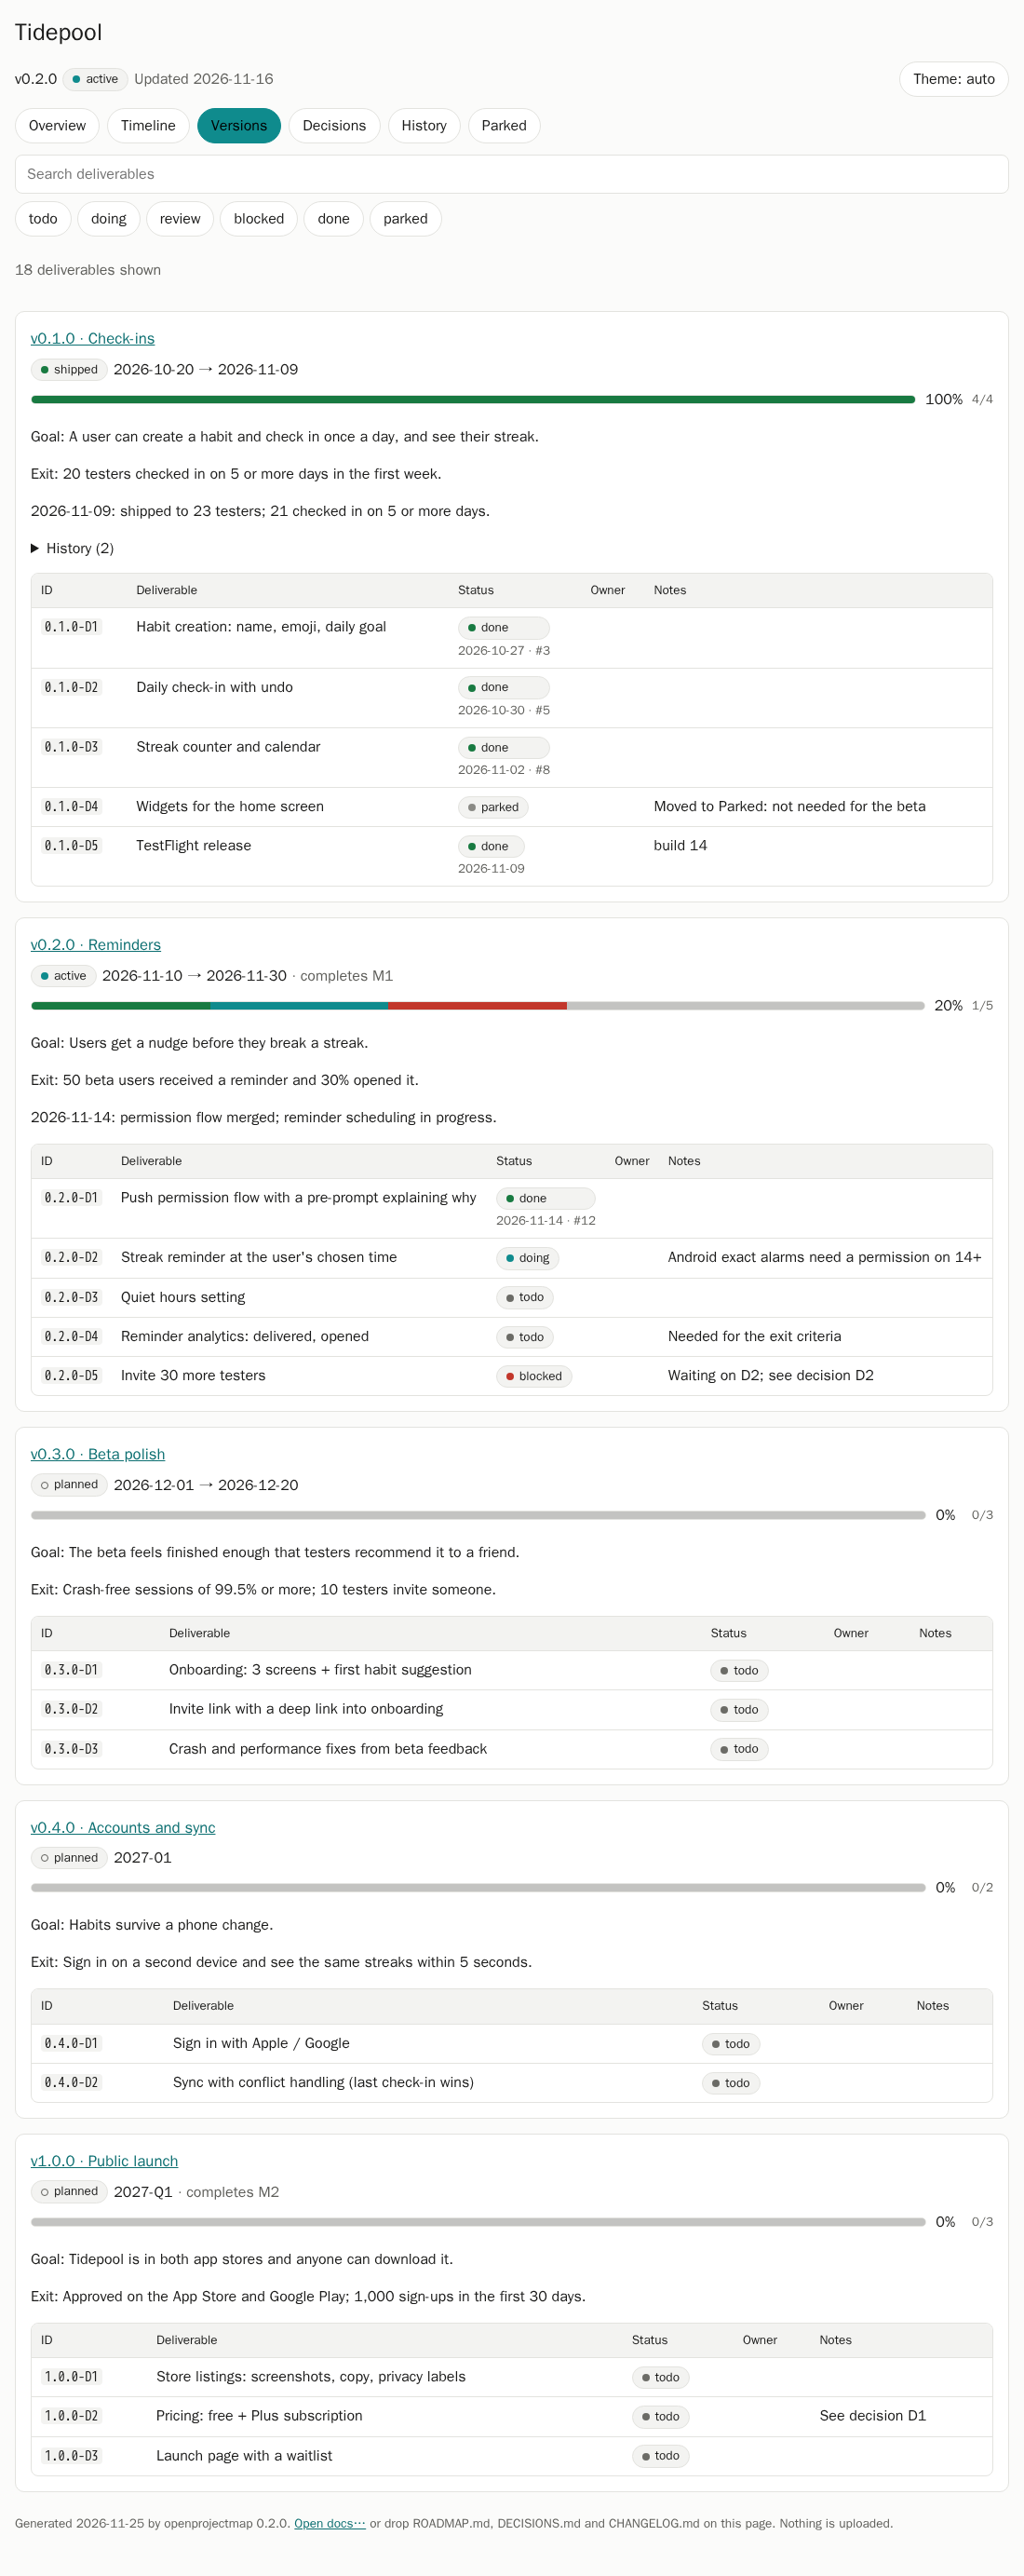 Tidepool
v0.2.0 active Updated 2026-11-16 Theme: auto
Overview Timeline Versions Decisions History Parked
Search deliverables
todo doing review blocked done parked
18 deliverables shown
v0.1.0 · Check-ins
shipped 2026-10-20 → 2026-11-09
100% 4/4
Goal: A user can create a habit and check in once a day, and see their streak.
Exit: 20 testers checked in on 5 or more days in the first week.
2026-11-09: shipped to 23 testers; 21 checked in on 5 or more days.
History (2)
ID Deliverable Status Owner Notes
0.1.0-D1 Habit creation: name, emoji, daily goal done
2026-10-27 · #3
0.1.0-D2 Daily check-in with undo done
2026-10-30 · #5
0.1.0-D3 Streak counter and calendar done
2026-11-02 · #8
0.1.0-D4 Widgets for the home screen parked Moved to Parked: not needed for the beta
0.1.0-D5 TestFlight release done build 14
2026-11-09
v0.2.0 · Reminders
active 2026-11-10 → 2026-11-30 · completes M1
20% 1/5
Goal: Users get a nudge before they break a streak.
Exit: 50 beta users received a reminder and 30% opened it.
2026-11-14: permission flow merged; reminder scheduling in progress.
ID Deliverable Status Owner Notes
0.2.0-D1 Push permission flow with a pre-prompt explaining why done
2026-11-14 · #12
0.2.0-D2 Streak reminder at the user's chosen time doing Android exact alarms need a permission on 14+
0.2.0-D3 Quiet hours setting todo
0.2.0-D4 Reminder analytics: delivered, opened todo Needed for the exit criteria
0.2.0-D5 Invite 30 more testers blocked Waiting on D2; see decision D2
v0.3.0 · Beta polish
planned 2026-12-01 → 2026-12-20
0% 0/3
Goal: The beta feels finished enough that testers recommend it to a friend.
Exit: Crash-free sessions of 99.5% or more; 10 testers invite someone.
ID Deliverable Status Owner Notes
0.3.0-D1 Onboarding: 3 screens + first habit suggestion todo
0.3.0-D2 Invite link with a deep link into onboarding todo
0.3.0-D3 Crash and performance fixes from beta feedback todo
v0.4.0 · Accounts and sync
planned 2027-01
0% 0/2
Goal: Habits survive a phone change.
Exit: Sign in on a second device and see the same streaks within 5 seconds.
ID Deliverable Status Owner Notes
0.4.0-D1 Sign in with Apple / Google todo
0.4.0-D2 Sync with conflict handling (last check-in wins) todo
v1.0.0 · Public launch
planned 2027-Q1 · completes M2
0% 0/3
Goal: Tidepool is in both app stores and anyone can download it.
Exit: Approved on the App Store and Google Play; 1,000 sign-ups in the first 30 days.
ID Deliverable Status Owner Notes
1.0.0-D1 Store listings: screenshots, copy, privacy labels todo
1.0.0-D2 Pricing: free + Plus subscription todo See decision D1
1.0.0-D3 Launch page with a waitlist todo
Generated 2026-11-25 by openprojectmap 0.2.0. Open docs… or drop ROADMAP.md, DECISIONS.md and CHANGELOG.md on this page. Nothing is uploaded.